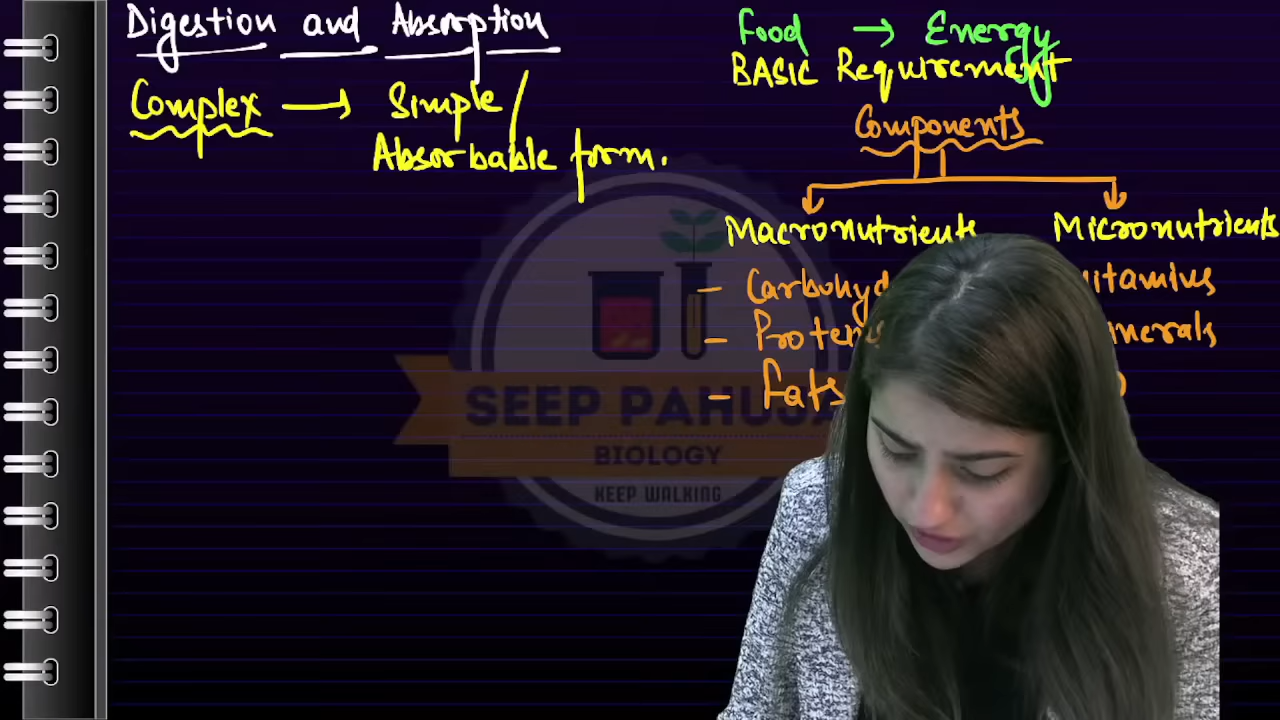 Digestion and Absorption
Complex → Simple /
Absorbable form.
Food → Energy
BASIC Requirement
Components
Macronutrients
Micronutrients
-
- Fats
SEEP
BIOLOGY
KEEP WALKING